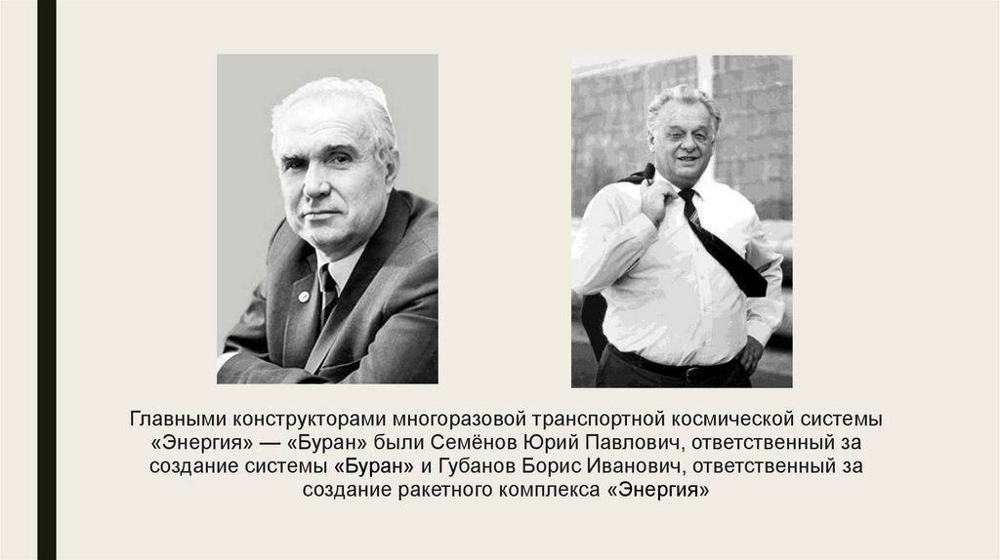 Главными конструкторами многоразовой транспортной космической системы
«Энергия» — «Буран» были Семёнов Юрий Павлович, ответственный за
создание системы «Буран» и Губанов Борис Иванович, ответственный за
создание ракетного комплекса «Энергия»